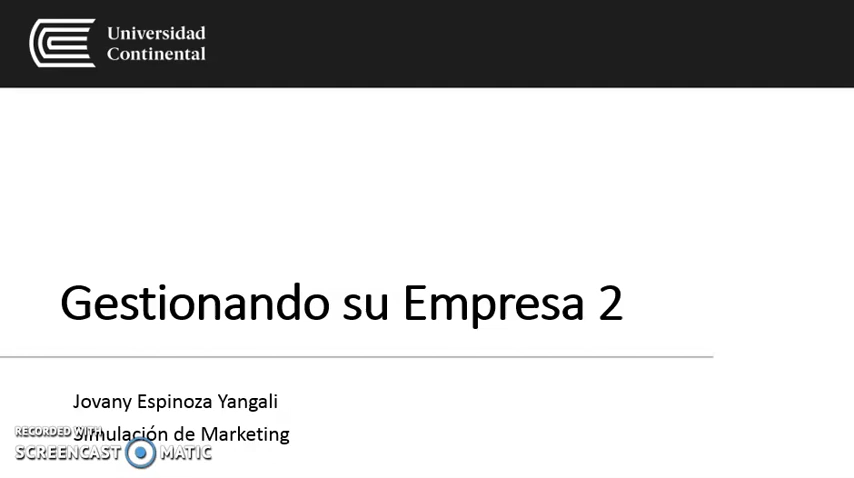 Universidad
Continental
Gestionando su Empresa 2
Jovany Espinoza Yangali
Simulación de Marketing
RECORDED WITH
SCREENCAST MATIC